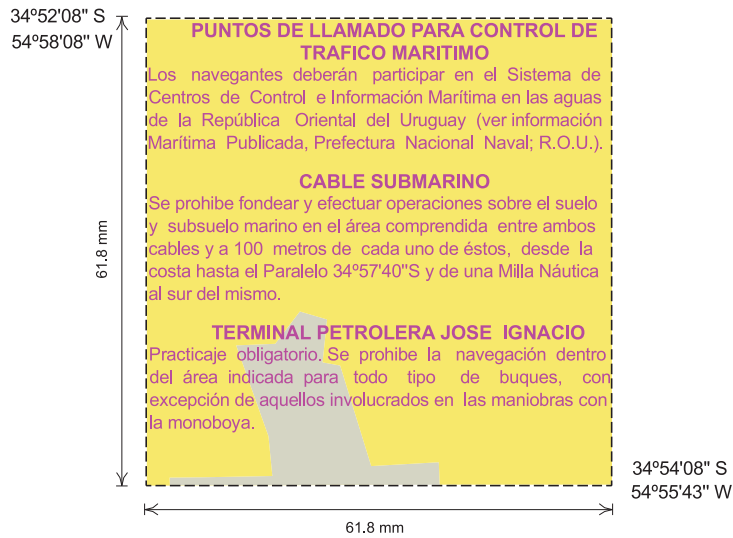 34º52'08" S
54º58'08" W
PUNTOS DE LLAMADO PARA CONTROL DE
TRAFICO MARITIMO
Los navegantes deberán participar en el Sistema de
Centros de Control e Información Marítima en las aguas
de la República Oriental del Uruguay (ver información
Marítima Publicada, Prefectura Nacional Naval; R.O.U.).
CABLE SUBMARINO
Se prohibe fondear y efectuar operaciones sobre el suelo
y subsuelo marino en el área comprendida entre ambos
cables y a 100 metros de cada uno de éstos, desde la
costa hasta el Paralelo 34º57'40"S y de una Milla Náutica
al sur del mismo.
61.8 mm
TERMINAL PETROLERA JOSE IGNACIO
Practicaje obligatorio. Se prohibe la navegación dentro
del área indicada para todo tipo de buques, con
excepción de aquellos involucrados en las maniobras con
la monoboya.
34º54'08" S
54º55'43" W
61.8 mm